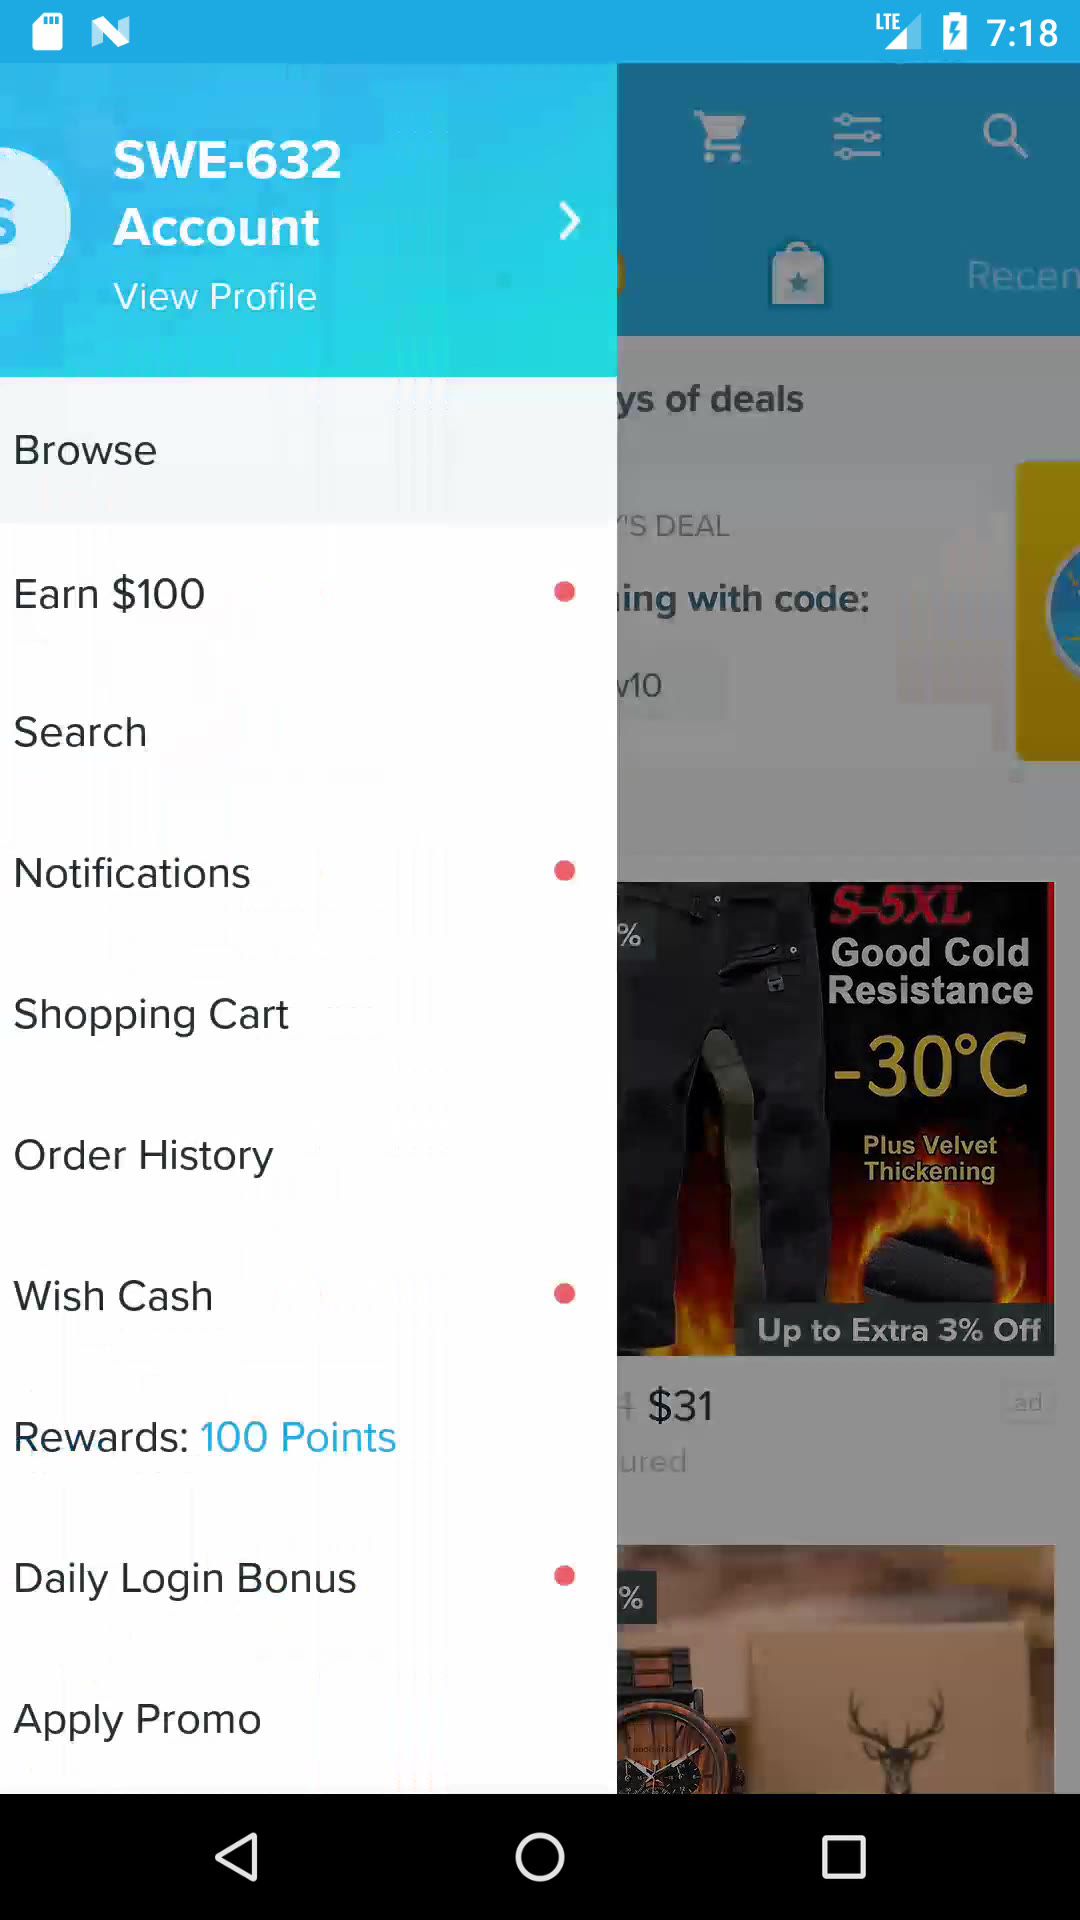 LTE 7:18
SWE-632
Account
View Profile
S
Recen
Browse
ys of deals
'S DEAL
Earn $100
ing with code:
v10
Search
Notifications
%
S-5XL
Good Cold
Resistance
-30°C
Plus Velvet
Thickening
Shopping Cart
Order History
Wish Cash
Up to Extra 3% Off
$31
ad
ured
Rewards: 100 Points
Daily Login Bonus
%
Apply Promo